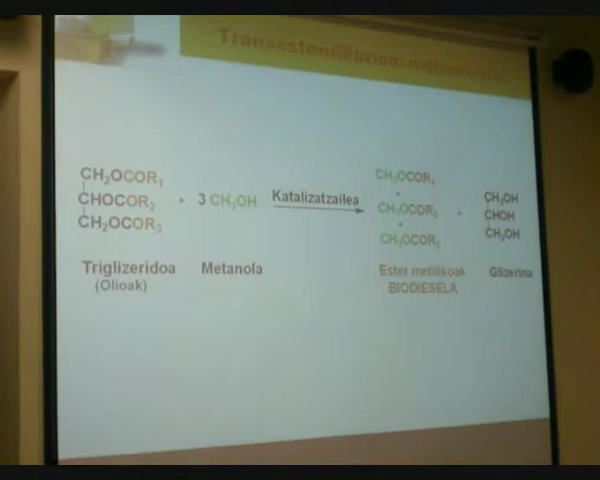 CH₂OCOR₁
CHOCOR₂
CH₂OCOR₃
+ 3 CH₃OH
Katalizatzailea
CH₃OCOR₁
+
CH₃OCOR₂
+
CH₃OCOR₃
+
CH₂OH
CHOH
CH₂OH
Triglizeridoa
(Olioak)
Metanola
Ester metilikoak
BIODIESELA
Glizerina